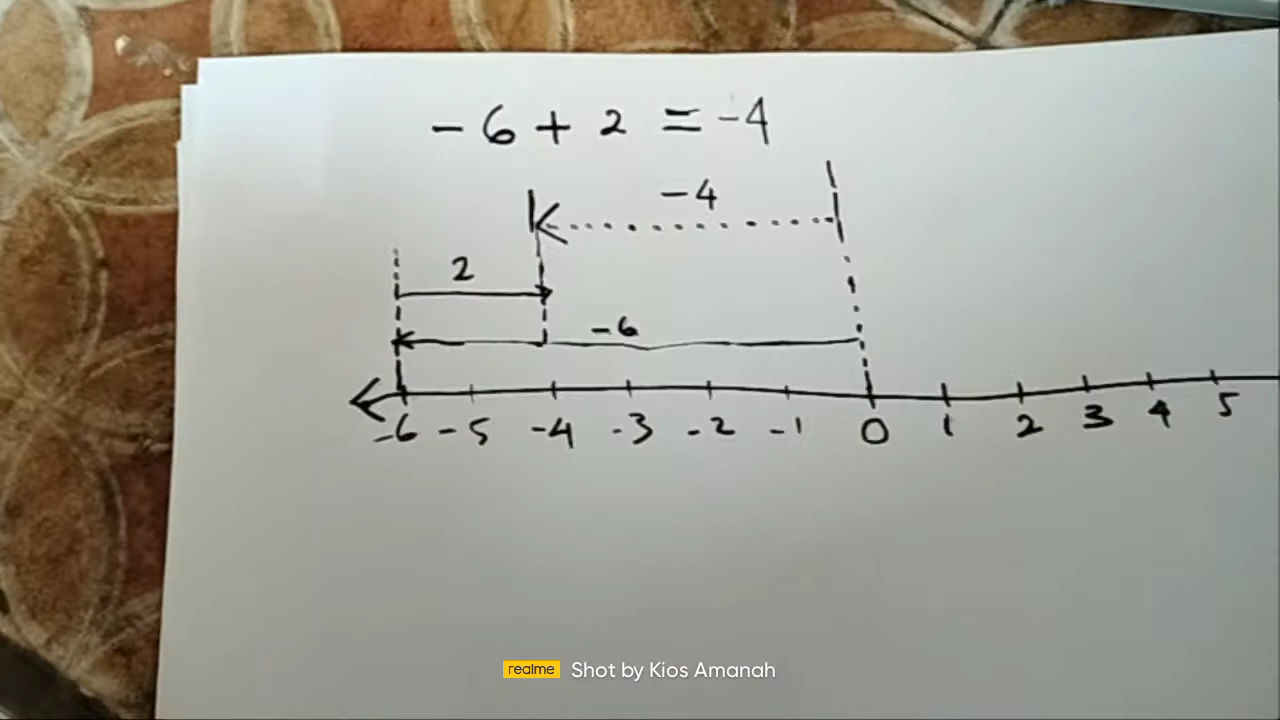 - 6 + 2 = -4
-4
2
-6
-6 -5 -4 -3 -2 -1 0 1 2 3 4 5
realme Shot by Kios Amanah